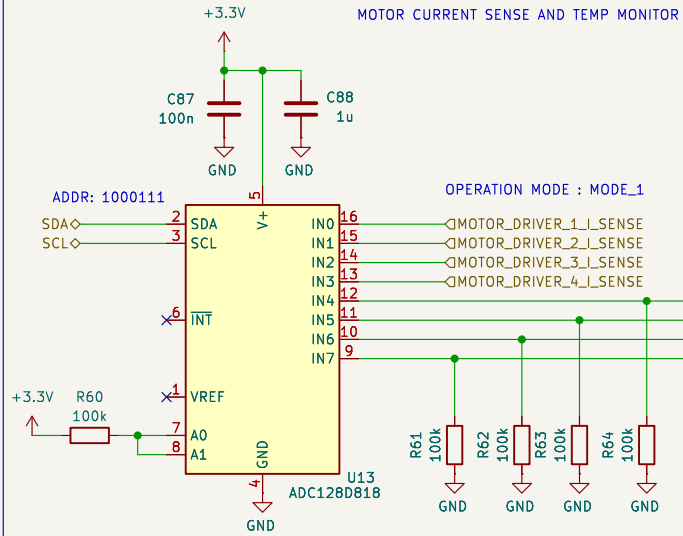 +3.3V
MOTOR CURRENT SENSE AND TEMP MONITOR
C87
100n
C88
1u
GND
GND
ADDR: 1000111
OPERATION MODE : MODE_1
5
V+
SDA
2
SDA
IN0
16
MOTOR_DRIVER_1_I_SENSE
SCL
3
SCL
IN1
15
MOTOR_DRIVER_2_I_SENSE
IN2
14
MOTOR_DRIVER_3_I_SENSE
IN3
13
MOTOR_DRIVER_4_I_SENSE
IN4
12
6
INT
IN5
11
IN6
10
IN7
9
+3.3V
R60
100k
1
VREF
7
A0
8
A1
GND
4
U13
ADC128D818
GND
R61
100k
R62
100k
R63
100k
R64
100k
GND
GND
GND
GND